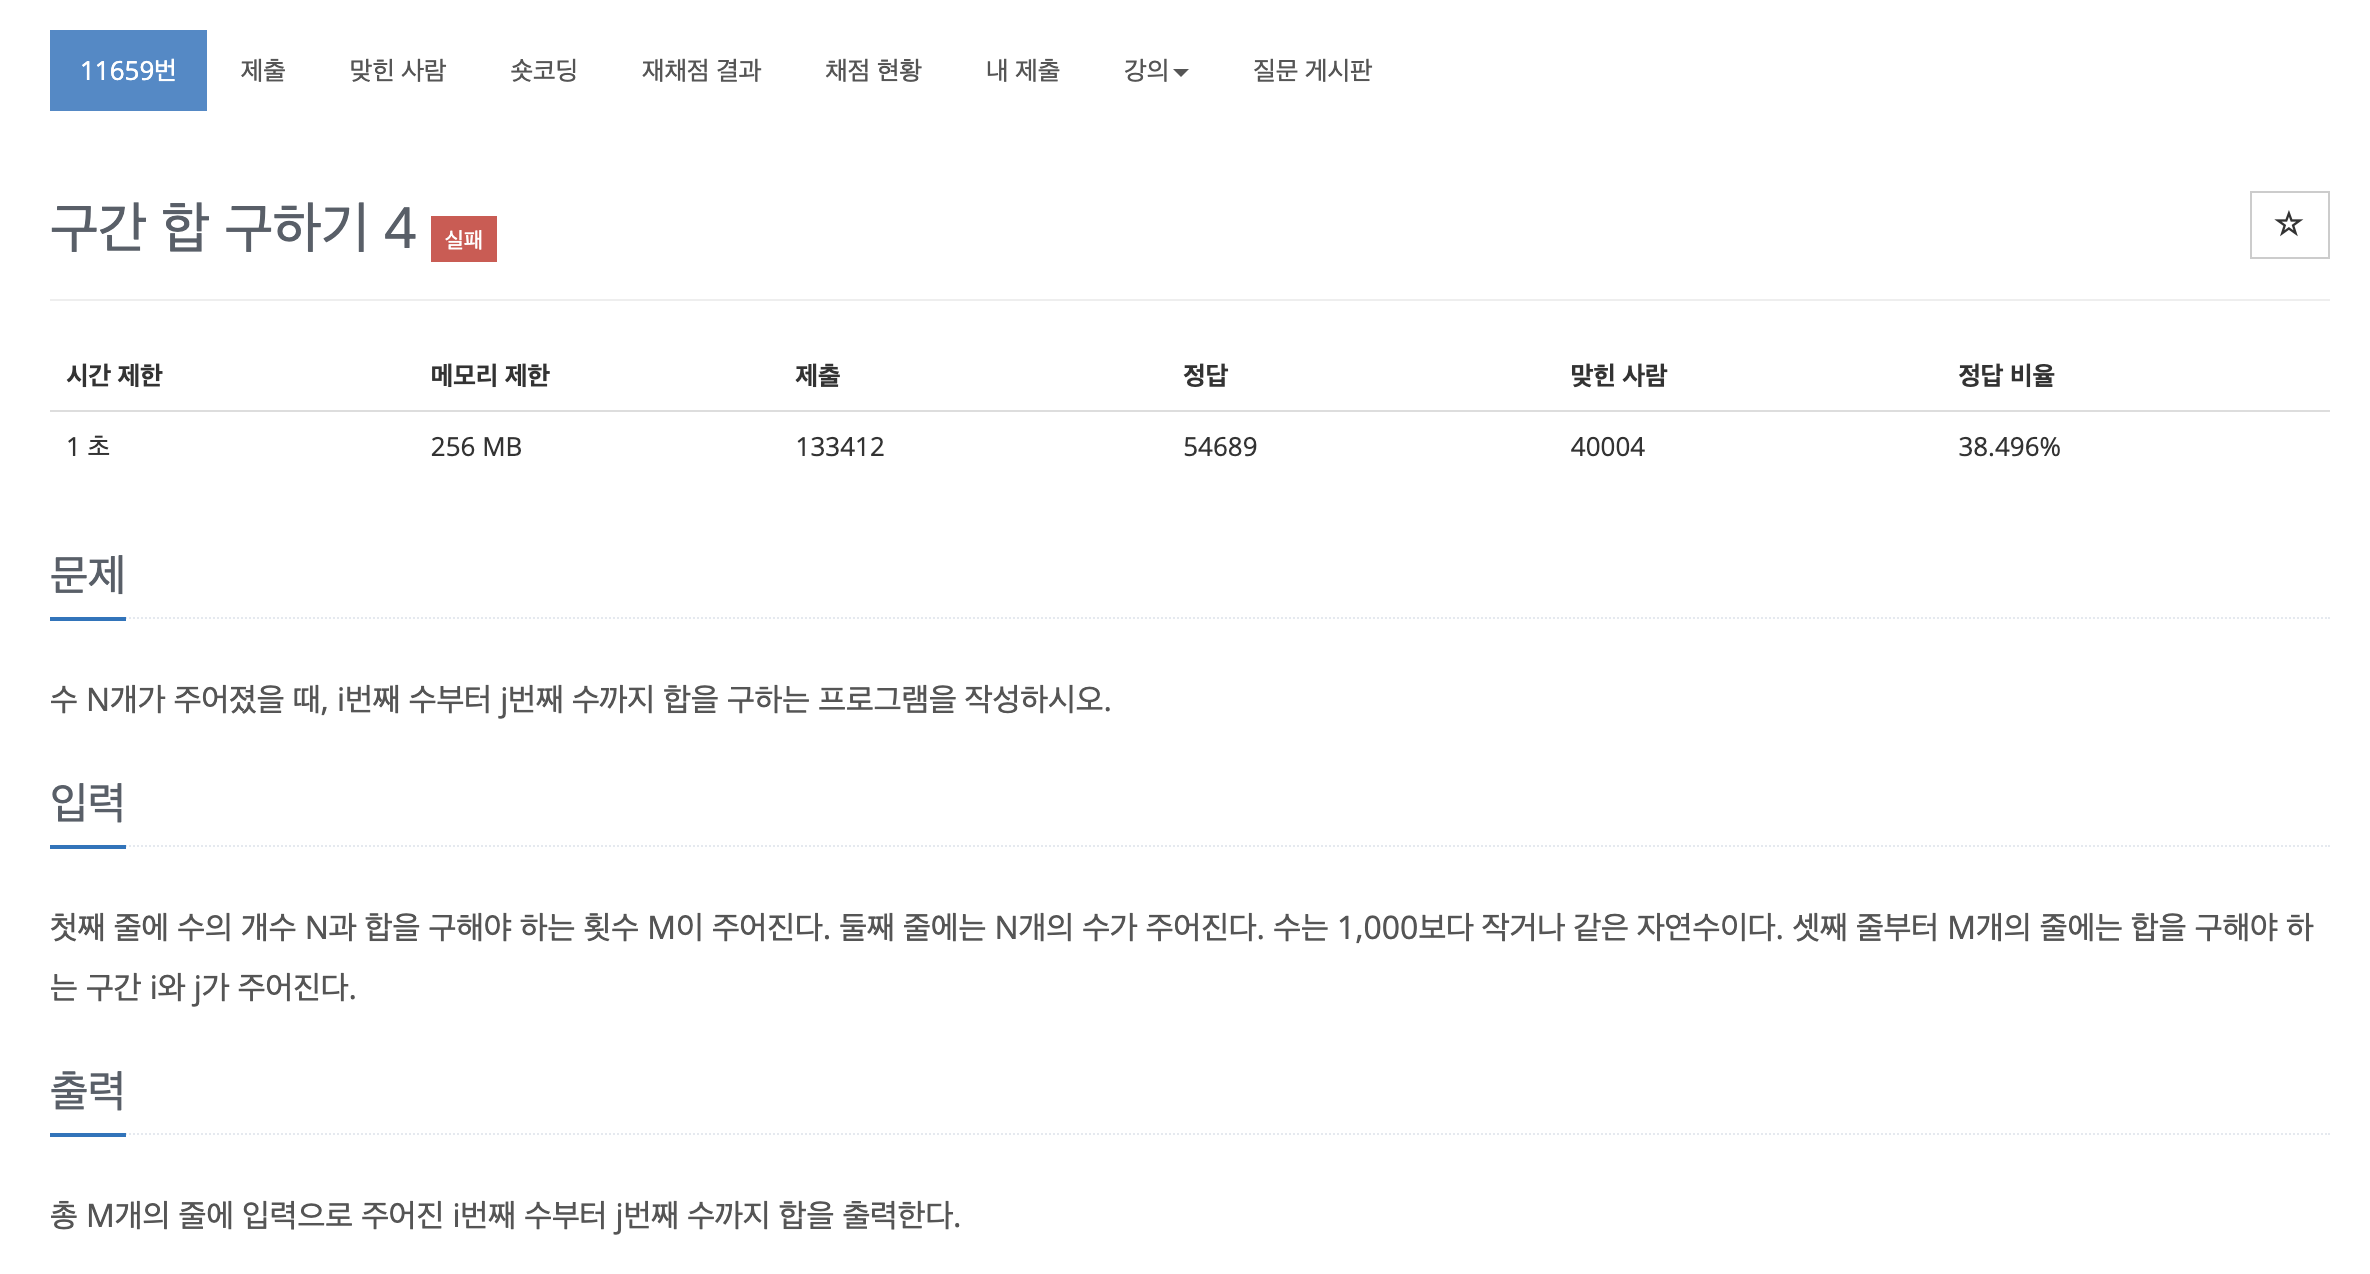 11659번 제출 맞힌 사람 숏코딩 재채점 결과 채점 현황 내 제출 강의 질문 게시판
구간 합 구하기 4 실패
시간 제한 메모리 제한 제출 정답 맞힌 사람 정답 비율
1 초 256 MB 133412 54689 40004 38.496%
문제
수 N개가 주어졌을 때, i번째 수부터 j번째 수까지 합을 구하는 프로그램을 작성하시오.
입력
첫째 줄에 수의 개수 N과 합을 구해야 하는 횟수 M이 주어진다. 둘째 줄에는 N개의 수가 주어진다. 수는 1,000보다 작거나 같은 자연수이다. 셋째 줄부터 M개의 줄에는 합을 구해야 하
는 구간 i와 j가 주어진다.
출력
총 M개의 줄에 입력으로 주어진 i번째 수부터 j번째 수까지 합을 출력한다.